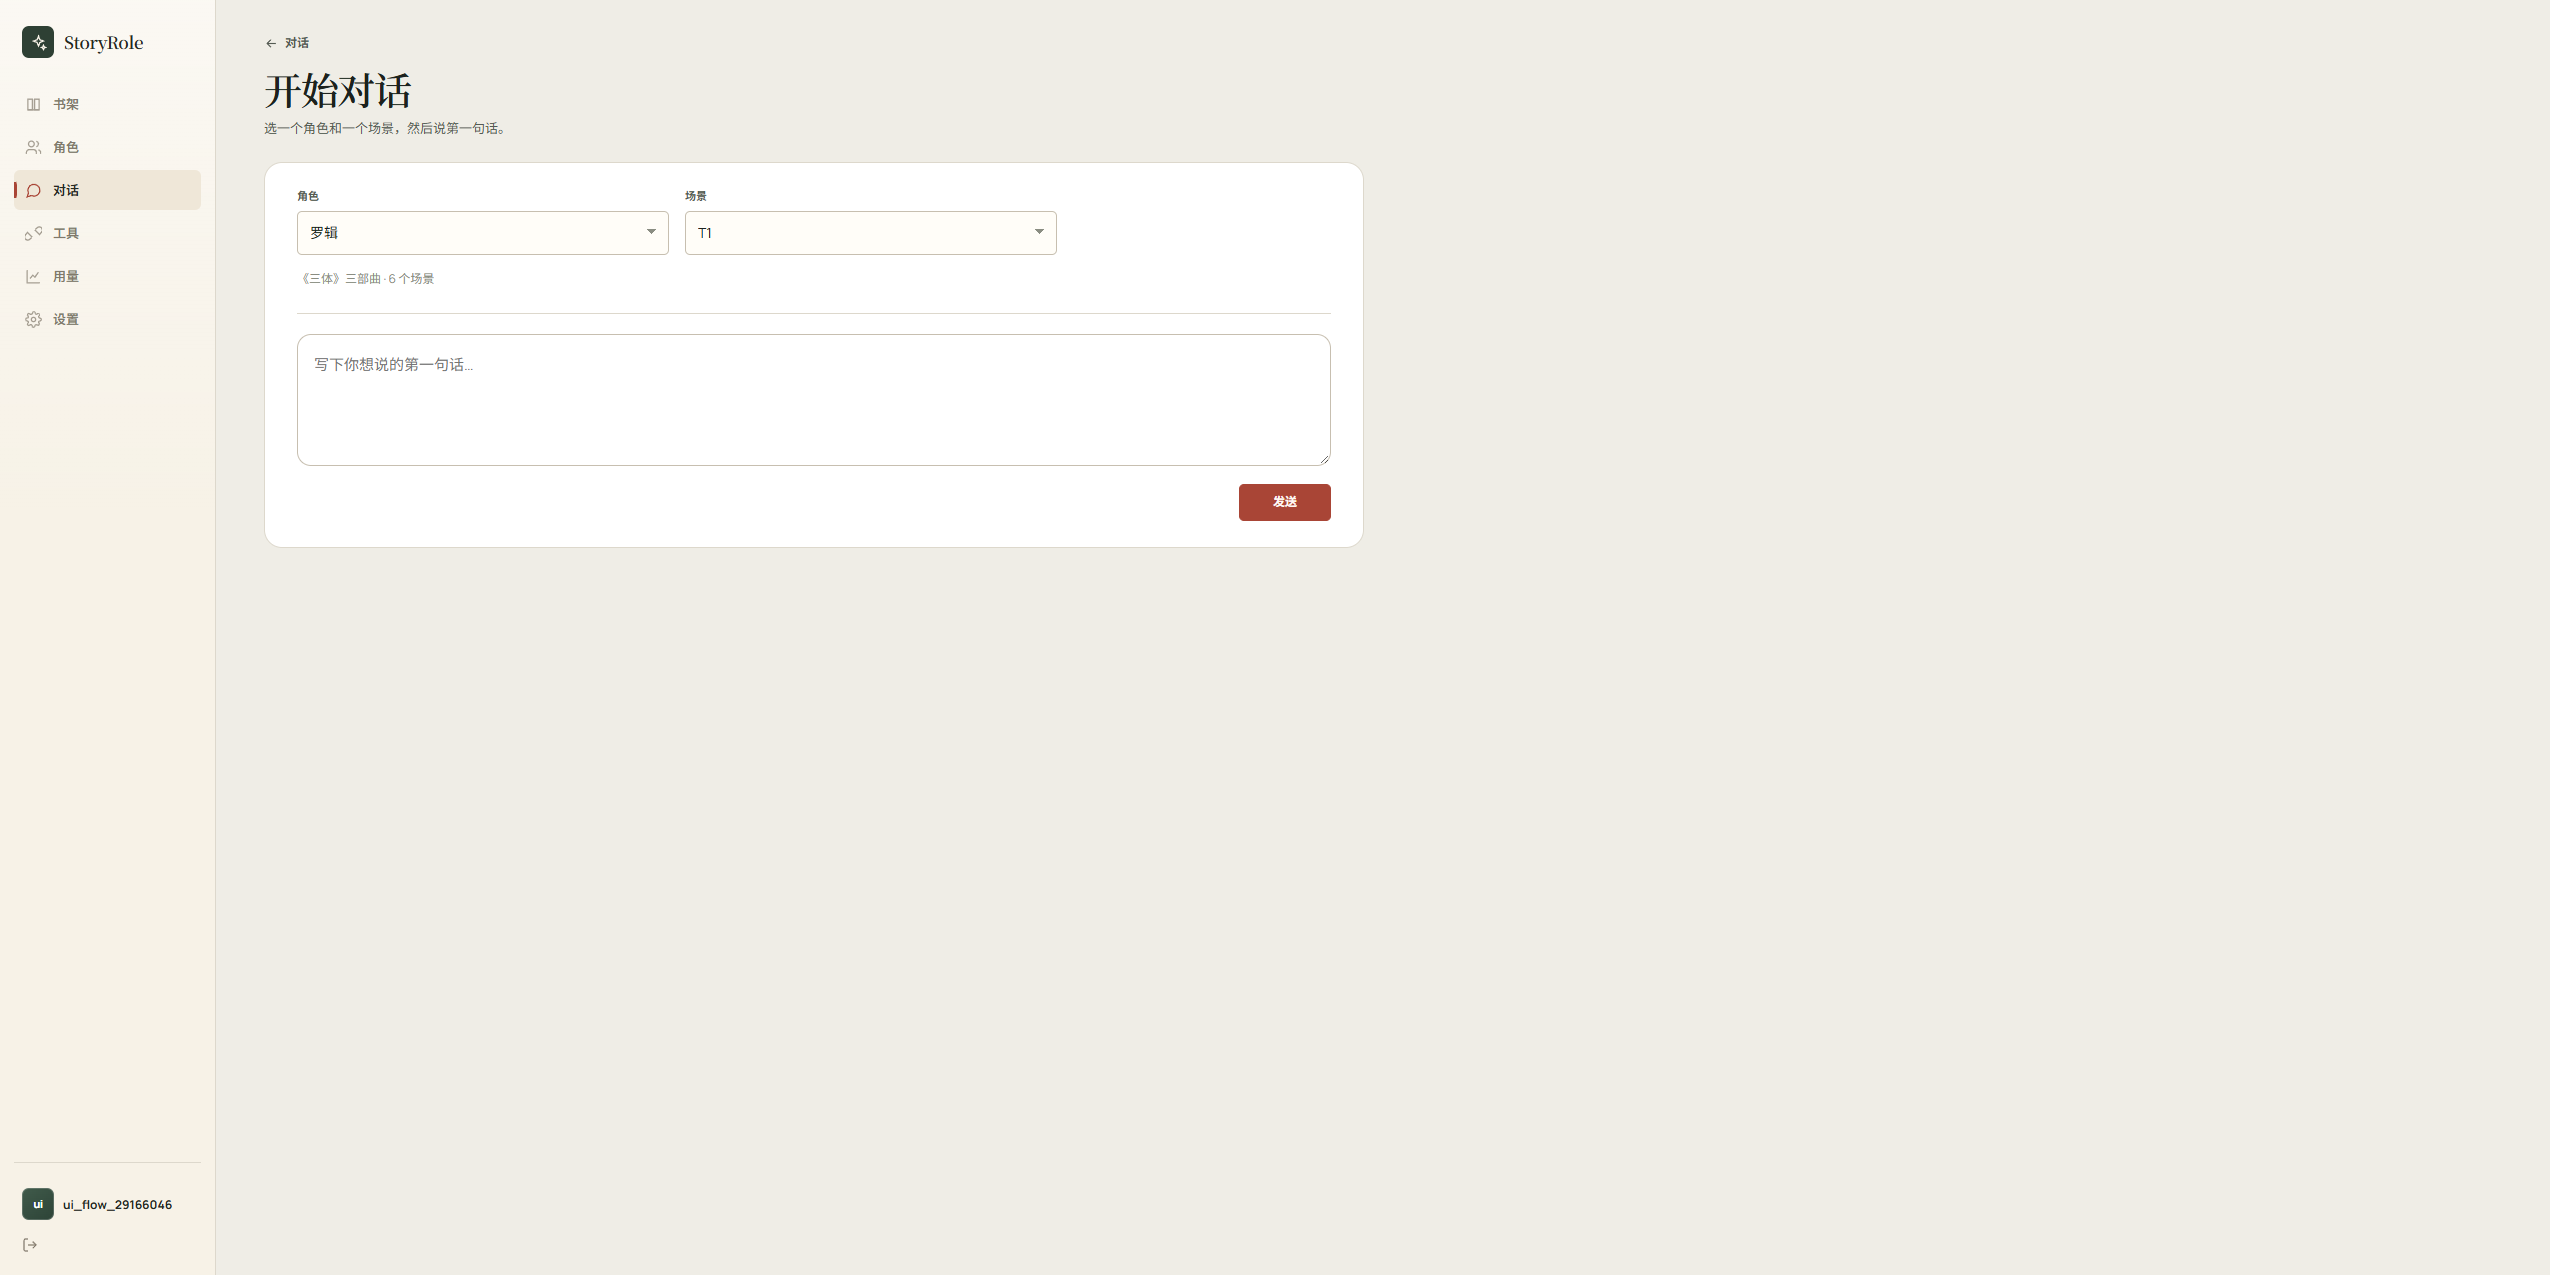 StoryRole
书架
角色
对话
工具
用量
设置
ui
ui_flow_29166046
对话
开始对话
选一个角色和一个场景，然后说第一句话。
角色
场景
罗辑
T1
《三体》三部曲 · 6 个场景
写下你想说的第一句话...
发送